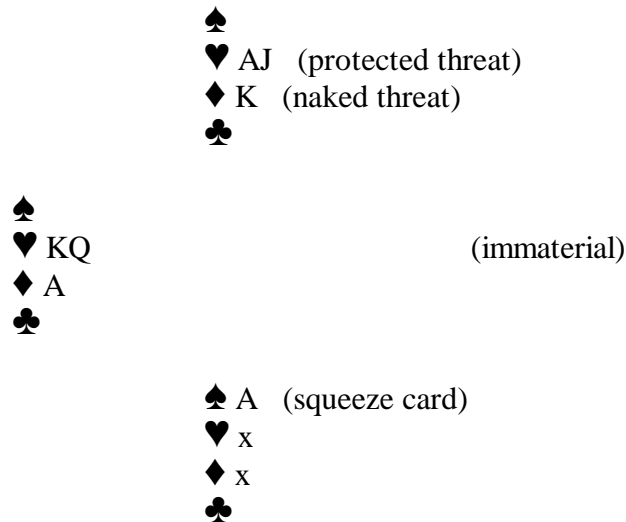 ♠
♥ AJ (protected threat)
♦ K (naked threat)
♣
♠
♥ KQ (immaterial)
♦ A
♣
♠ A (squeeze card)
♥ x
♦ x
♣